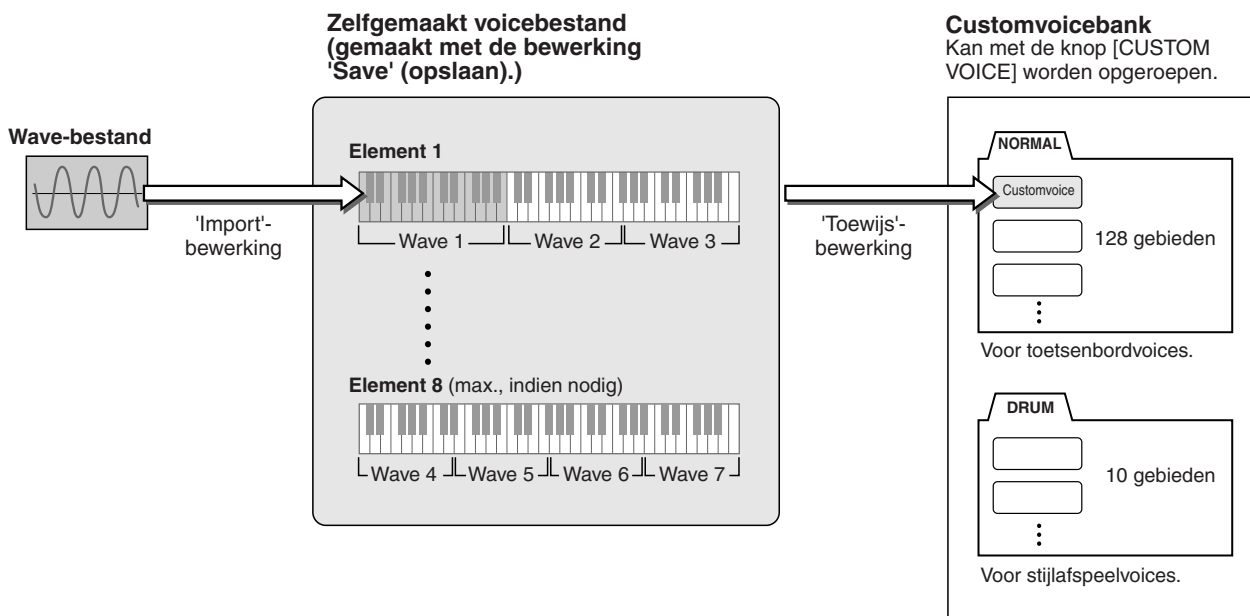 Zelfgemaakt voicebestand
(gemaakt met de bewerking
'Save' (opslaan).)
Customvoicebank
Kan met de knop [CUSTOM
VOICE] worden opgeroepen.
Wave-bestand
'Import'-
bewerking
Element 1
Wave 1
Wave 2
Wave 3
Element 8 (max., indien nodig)
Wave 4
Wave 5
Wave 6
Wave 7
'Toewijs'-
bewerking
NORMAL
Customvoice
128 gebieden
Voor toetsenbordvoices.
DRUM
10 gebieden
Voor stijlafspeelvoices.